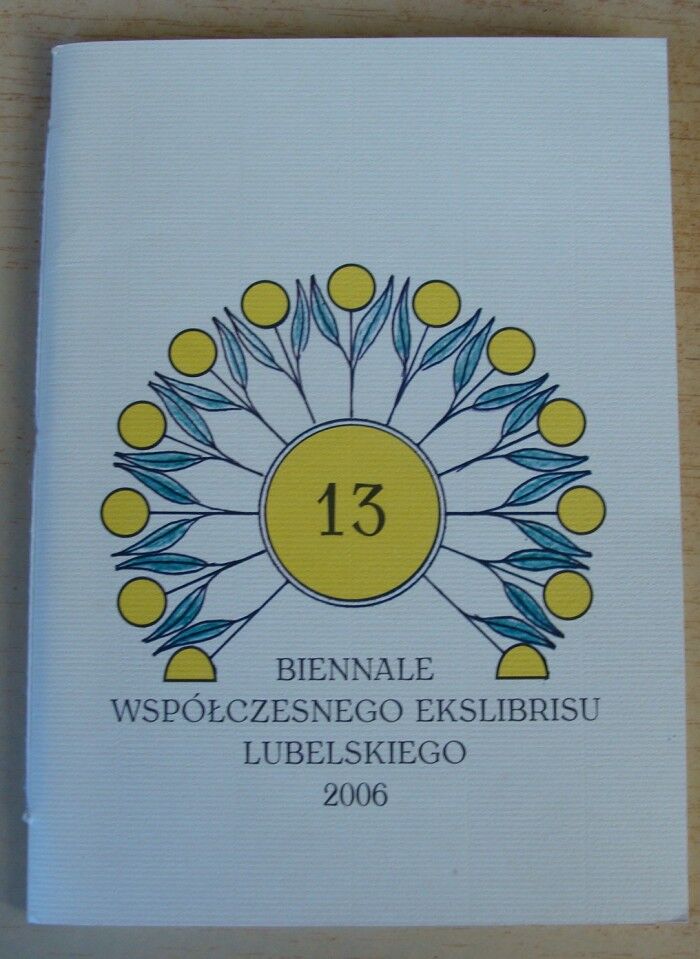 13
BIENNALE
WSPÓŁCZESNEGO EKSLIBRISU
LUBELSKIEGO
2006